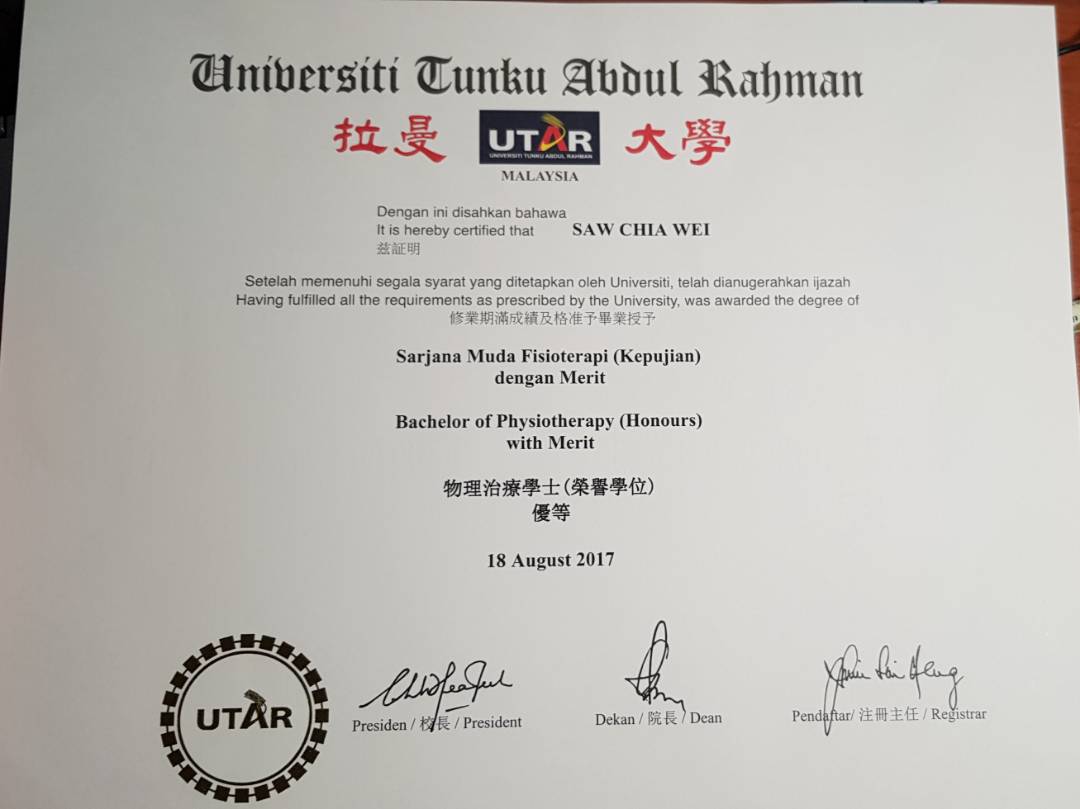 Universiti Tunku Abdul Rahman
拉曼 UTAR 大學
UNIVERSITI TUNKU ABDUL RAHMAN
MALAYSIA
Dengan ini disahkan bahawa
It is hereby certified that SAW CHIA WEI
兹証明
Setelah memenuhi segala syarat yang ditetapkan oleh Universiti, telah dianugerahkan ijazah
Having fulfilled all the requirements as prescribed by the University, was awarded the degree of
修業期滿成績及格准予畢業授予
Sarjana Muda Fisioterapi (Kepujian)
dengan Merit
Bachelor of Physiotherapy (Honours)
with Merit
物理治療學士(榮譽學位)
優等
18 August 2017
UTAR
Presiden / 校長 / President
Dekan / 院長 / Dean
Pendaftar/ 注冊主任 / Registrar